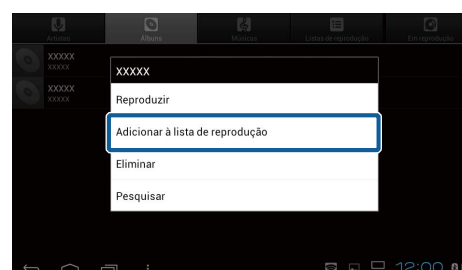 Artistas Álbuns Músicas Listas de reprodução Em reprodução
XXXXX
XXXXX
XXXXX
XXXXX
XXXXX
Reproduzir
Adicionar à lista de reprodução
Eliminar
Pesquisar
12:00